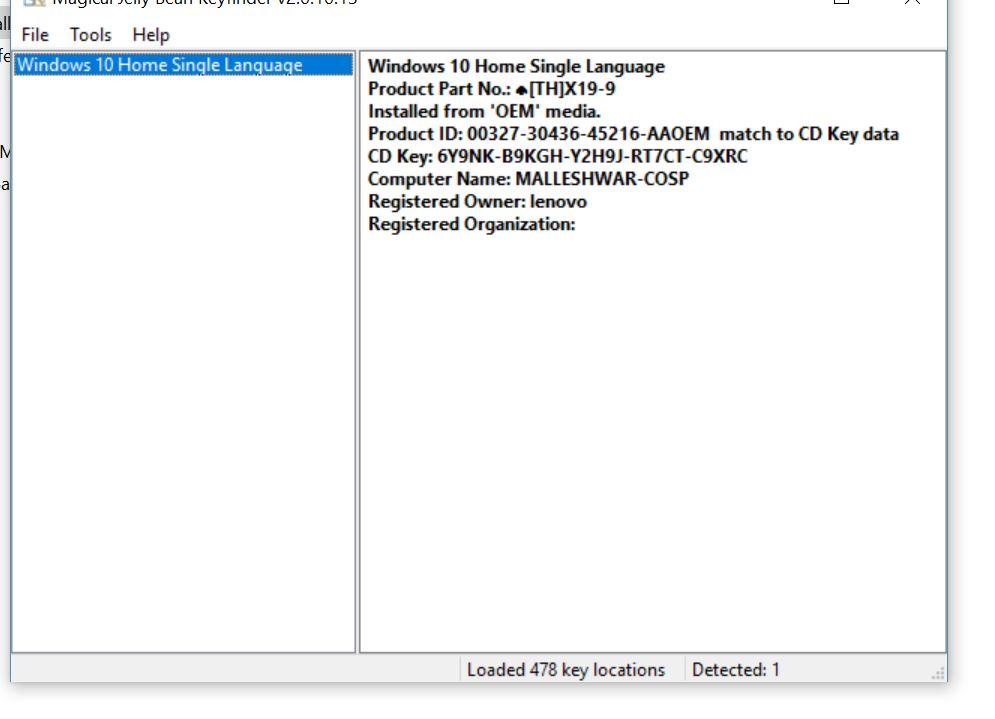 Magical Jelly Bean Keyfinder v2.0.10.13
File Tools Help
Windows 10 Home Single Language
Windows 10 Home Single Language
Product Part No.: ♠[TH]X19-9
Installed from 'OEM' media.
Product ID: 00327-30436-45216-AAOEM  match to CD Key data
CD Key: 6Y9NK-B9KGH-Y2H9J-RT7CT-C9XRC
Computer Name: MALLESHWAR-COSP
Registered Owner: lenovo
Registered Organization:
Loaded 478 key locations
Detected: 1